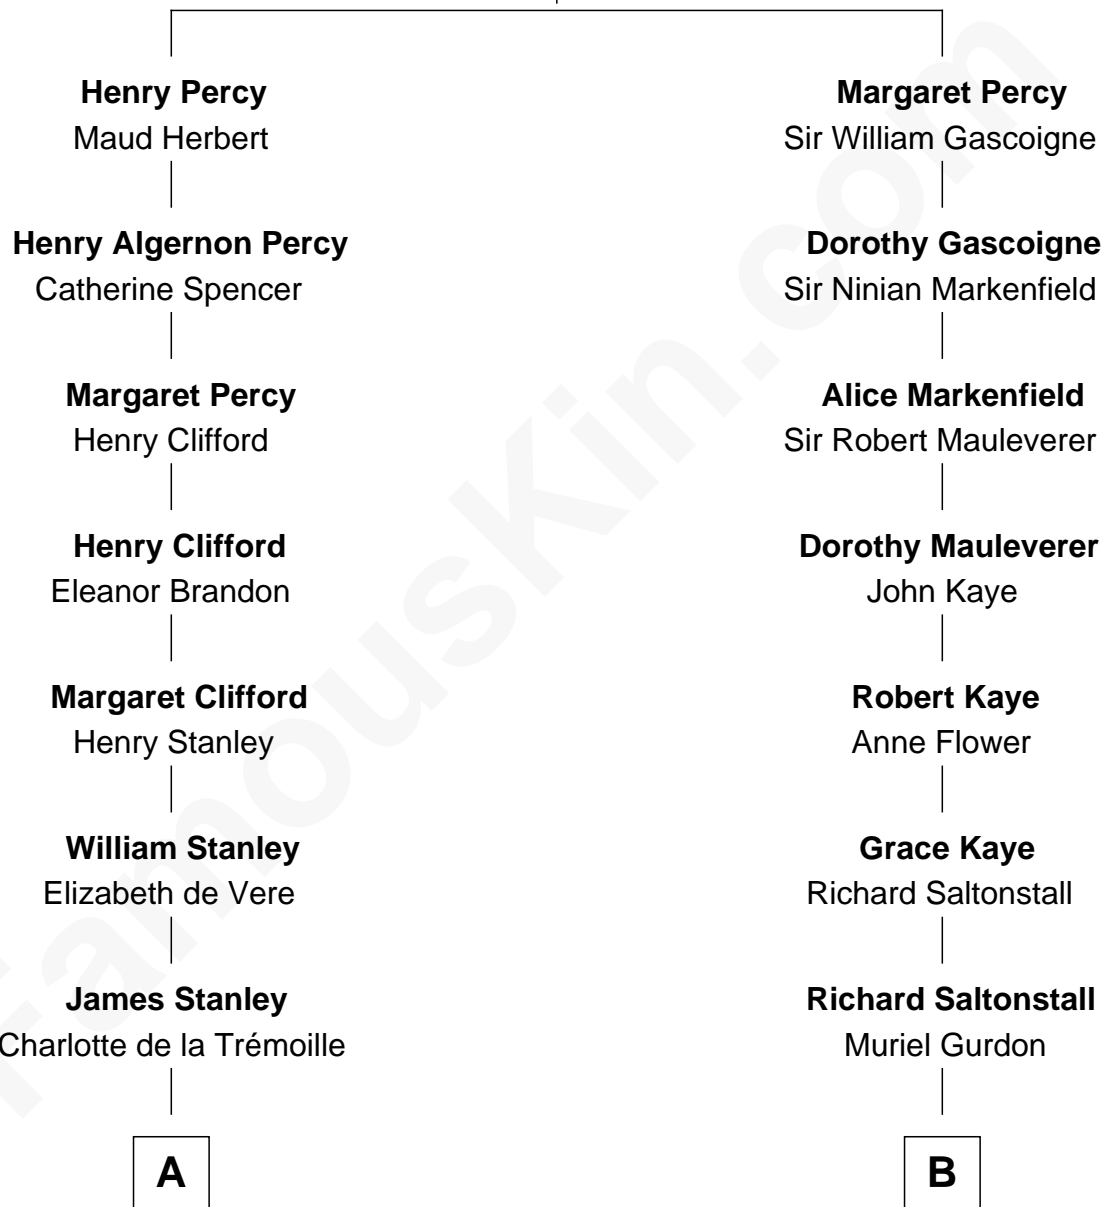 Henry Percy
Maud Herbert
Henry Algernon Percy
Catherine Spencer
Margaret Percy
Henry Clifford
Henry Clifford
Eleanor Brandon
Margaret Clifford
Henry Stanley
William Stanley
Elizabeth de Vere
James Stanley
Charlotte de la Trémoille
A
Margaret Percy
Sir William Gascoigne
Dorothy Gascoigne
Sir Ninian Markenfield
Alice Markenfield
Sir Robert Mauleverer
Dorothy Mauleverer
John Kaye
Robert Kaye
Anne Flower
Grace Kaye
Richard Saltonstall
Richard Saltonstall
Muriel Gurdon
B
FamousKin.com